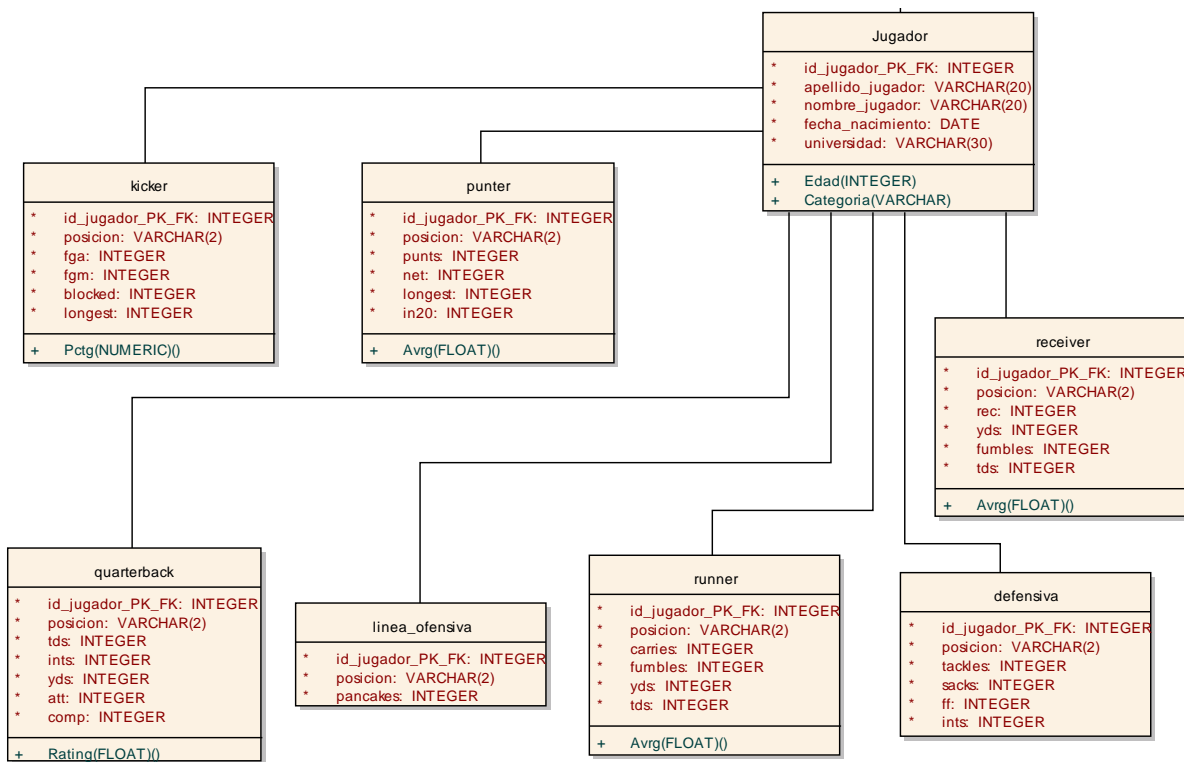 Jugador
* id_jugador_PK_FK: INTEGER
* apellido_jugador: VARCHAR(20)
* nombre_jugador: VARCHAR(20)
* fecha_nacimiento: DATE
* universidad: VARCHAR(30)
+ Edad(INTEGER)
+ Categoria(VARCHAR)
kicker
* id_jugador_PK_FK: INTEGER
* posicion: VARCHAR(2)
* fga: INTEGER
* fgm: INTEGER
* blocked: INTEGER
* longest: INTEGER
+ Pctg(NUMERIC)()
punter
* id_jugador_PK_FK: INTEGER
* posicion: VARCHAR(2)
* punts: INTEGER
* net: INTEGER
* longest: INTEGER
* in20: INTEGER
+ Avrg(FLOAT)()
receiver
* id_jugador_PK_FK: INTEGER
* posicion: VARCHAR(2)
* rec: INTEGER
* yds: INTEGER
* fumbles: INTEGER
* tds: INTEGER
+ Avrg(FLOAT)()
quarterback
* id_jugador_PK_FK: INTEGER
* posicion: VARCHAR(2)
* tds: INTEGER
* ints: INTEGER
* yds: INTEGER
* att: INTEGER
* comp: INTEGER
+ Rating(FLOAT)()
linea_ofensiva
* id_jugador_PK_FK: INTEGER
* posicion: VARCHAR(2)
* pancakes: INTEGER
runner
* id_jugador_PK_FK: INTEGER
* posicion: VARCHAR(2)
* carries: INTEGER
* fumbles: INTEGER
* yds: INTEGER
* tds: INTEGER
+ Avrg(FLOAT)()
defensiva
* id_jugador_PK_FK: INTEGER
* posicion: VARCHAR(2)
* tackles: INTEGER
* sacks: INTEGER
* ff: INTEGER
* ints: INTEGER